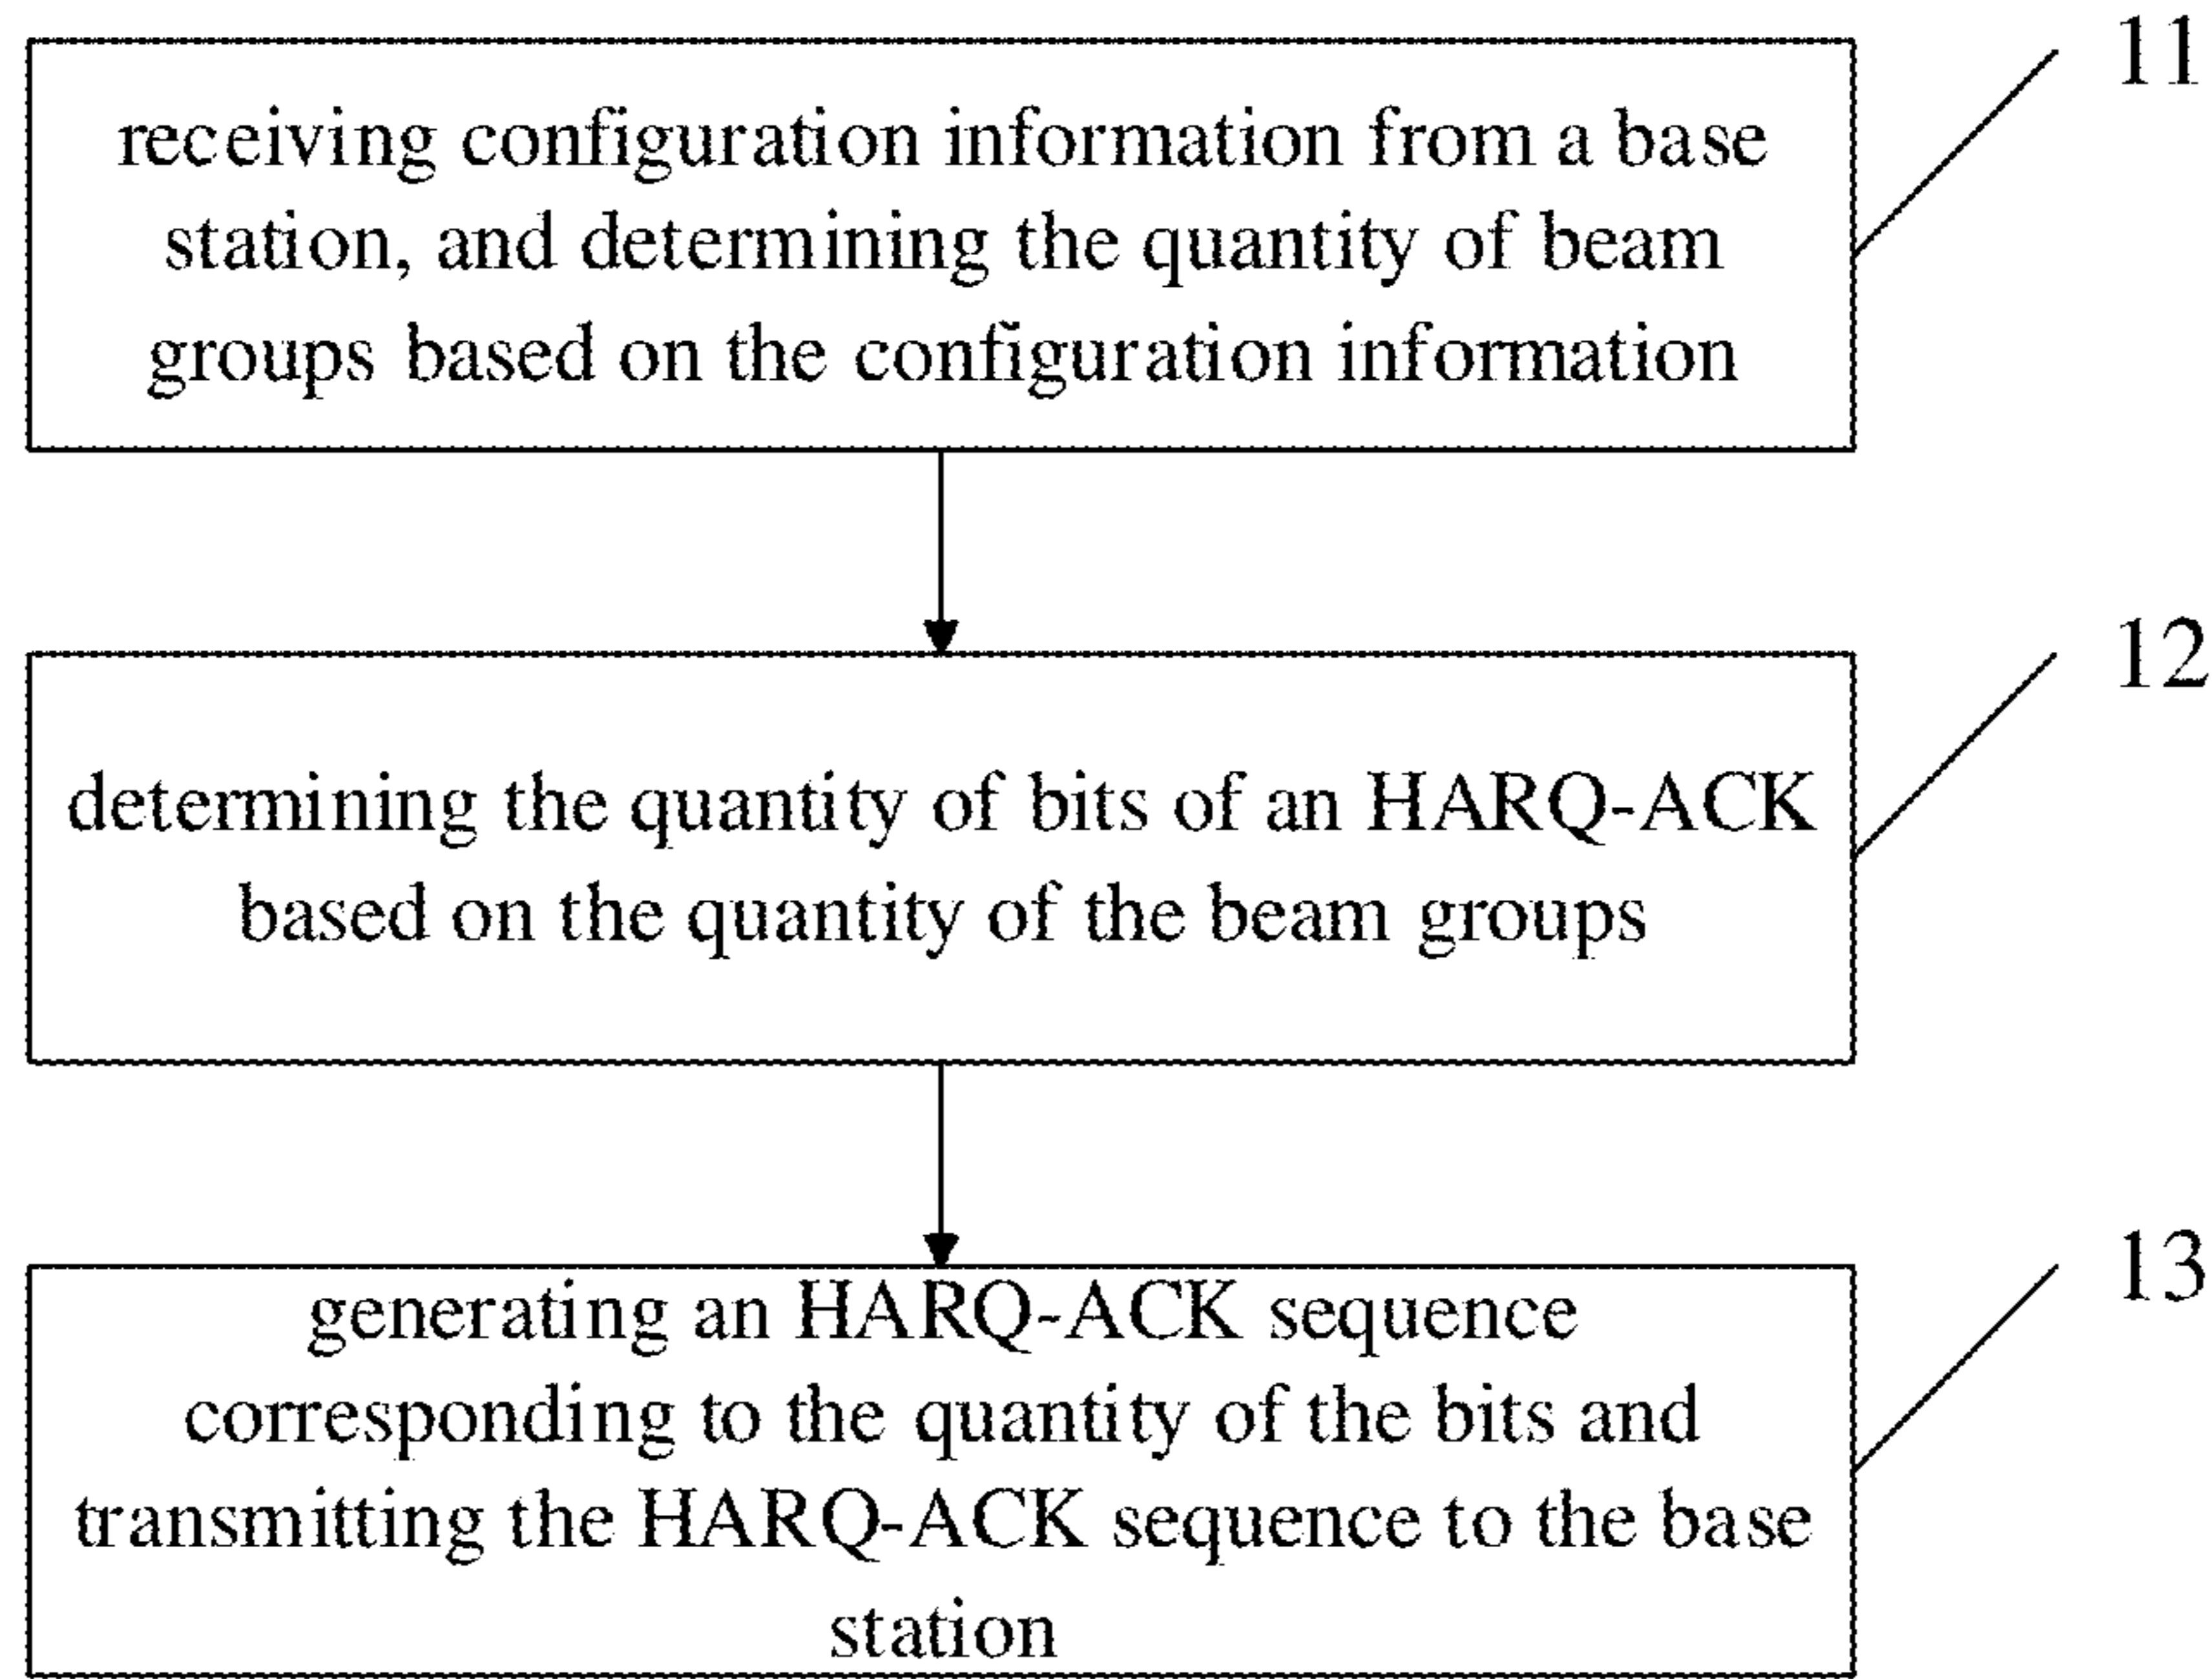 11
receiving configuration information from a base
station, and determining the quantity of beam
groups based on the configuration information
12
determining the quantity of bits of an HARQ-ACK
based on the quantity of the beam groups
13
generating an HARQ-ACK sequence
corresponding to the quantity of the bits and
transmitting the HARQ-ACK sequence to the base
station